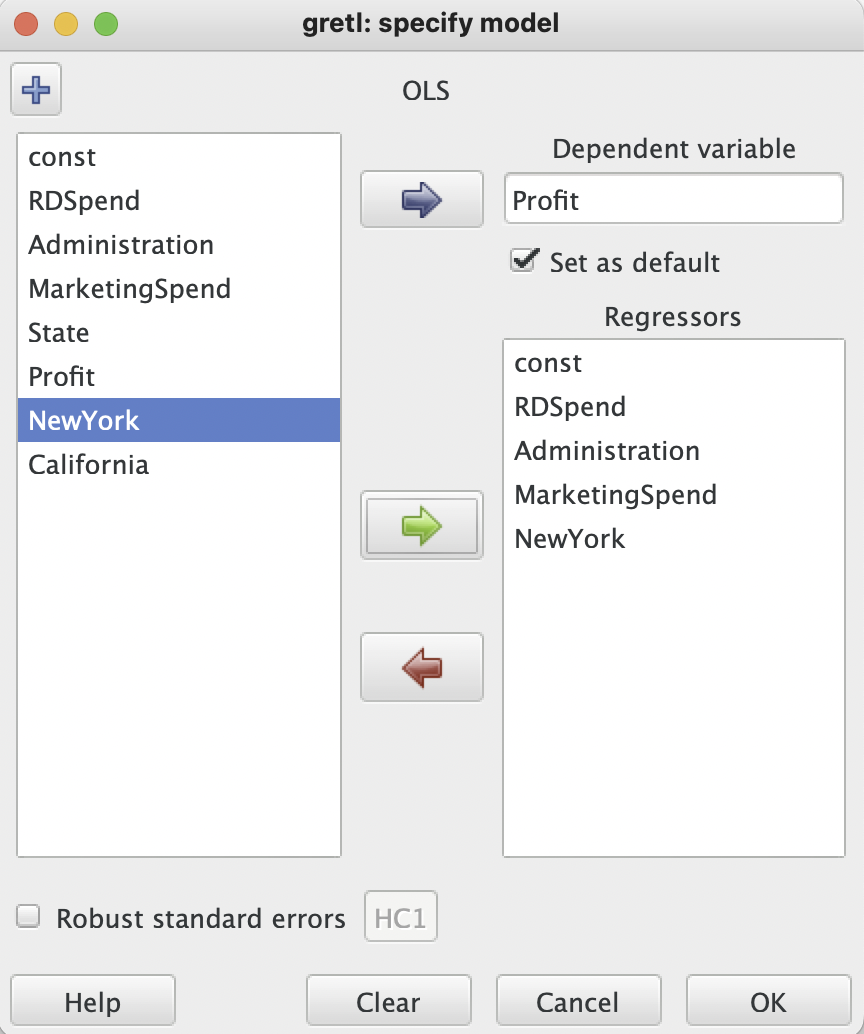 gretl: specify model
OLS
const
RDSpend
Administration
MarketingSpend
State
Profit
NewYork
California
Dependent variable
Profit
Set as default
Regressors
const
RDSpend
Administration
MarketingSpend
NewYork
Robust standard errors
HC1
Help
Clear
Cancel
OK